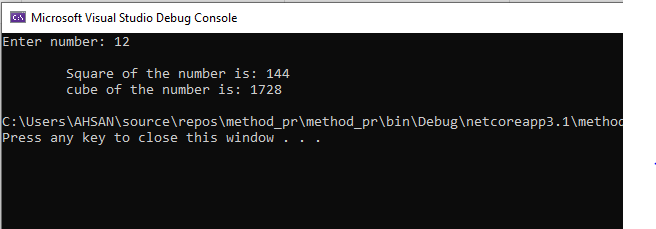 Microsoft Visual Studio Debug Console
Enter number: 12
Square of the number is: 144
cube of the number is: 1728
C:\Users\AHSAN\source\repos\method_pr\method_pr\bin\Debug\netcoreapp3.1\method
Press any key to close this window . . .